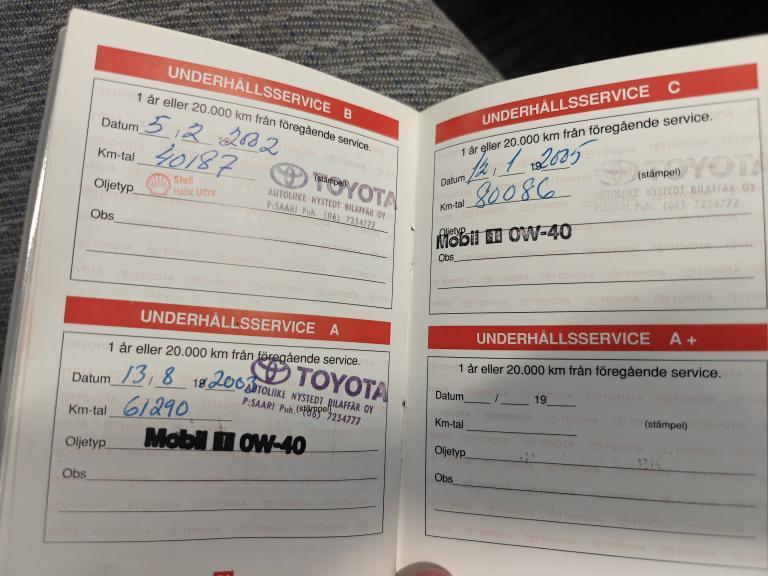 UNDERHÅLLSSERVICE B
1 år eller 20.000 km från föregående service.
Datum 5 / 2 2002
Km-tal 40187
(stämpel)
Oljetyp Shell Helix Ultra
TOYOTA
AUTOLIIKE NYSTEDT BILAFFÄR OY
P:SAARI Puh. (06) 7234777
Obs
UNDERHÅLLSSERVICE A
1 år eller 20.000 km från föregående service.
Datum 13 / 8 19 2003
TOYOTA
AUTOLIIKE NYSTEDT BILAFFÄR OY
P:SAARI Puh. (06) 7234777
Km-tal 61290
(stämpel)
Oljetyp Mobil 1 0W-40
Obs
UNDERHÅLLSSERVICE C
1 år eller 20.000 km från föregående service.
Datum 12 / 1 19 2005
(stämpel)
TOYOTA
AUTOLIIKE NYSTEDT BILAFFÄR OY
P:SAARI Puh. (06) 7234777
Km-tal 80086
Oljetyp Mobil 1 0W-40
Obs
UNDERHÅLLSSERVICE A +
1 år eller 20.000 km från föregående service.
Datum / 19
Km-tal
(stämpel)
Oljetyp
Obs